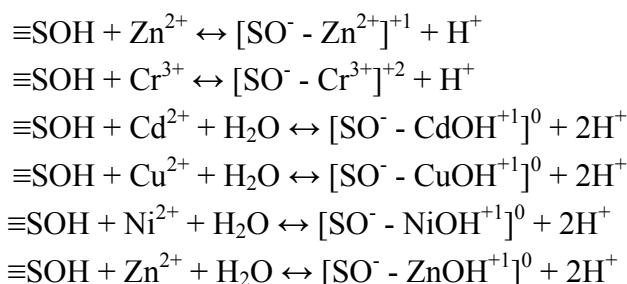 ≡SOH + Zn²⁺ ↔ [SO⁻ - Zn²⁺]⁺¹ + H⁺
≡SOH + Cr³⁺ ↔ [SO⁻ - Cr³⁺]⁺² + H⁺
≡SOH + Cd²⁺ + H₂O ↔ [SO⁻ - CdOH⁺¹]⁰ + 2H⁺
≡SOH + Cu²⁺ + H₂O ↔ [SO⁻ - CuOH⁺¹]⁰ + 2H⁺
≡SOH + Ni²⁺ + H₂O ↔ [SO⁻ - NiOH⁺¹]⁰ + 2H⁺
≡SOH + Zn²⁺ + H₂O ↔ [SO⁻ - ZnOH⁺¹]⁰ + 2H⁺